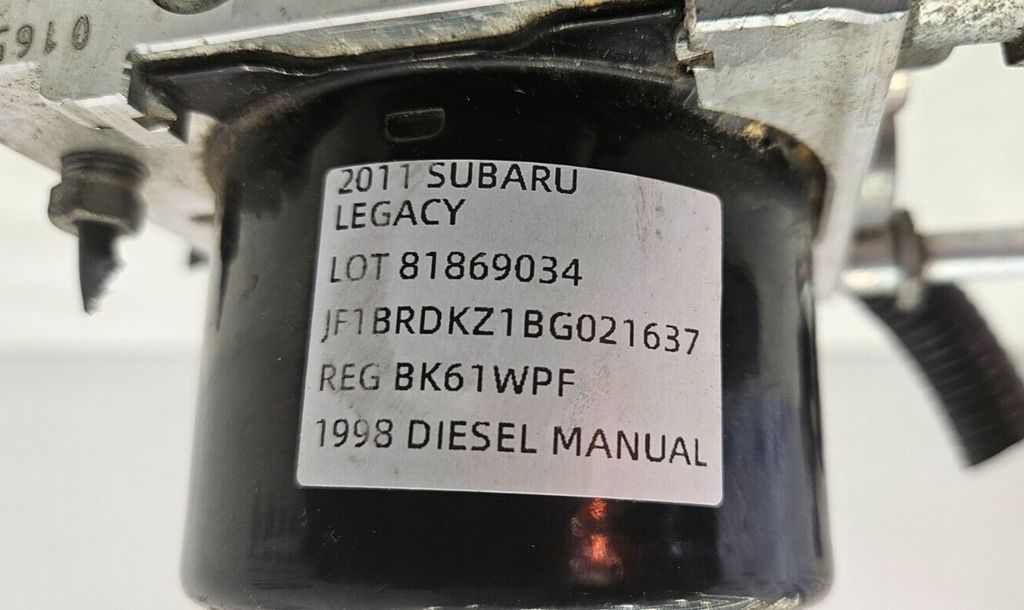 2011 SUBARU
LEGACY
LOT 81869034
JF1BRDKZ1BG021637
REG BK61WPF
1998 DIESEL MANUAL